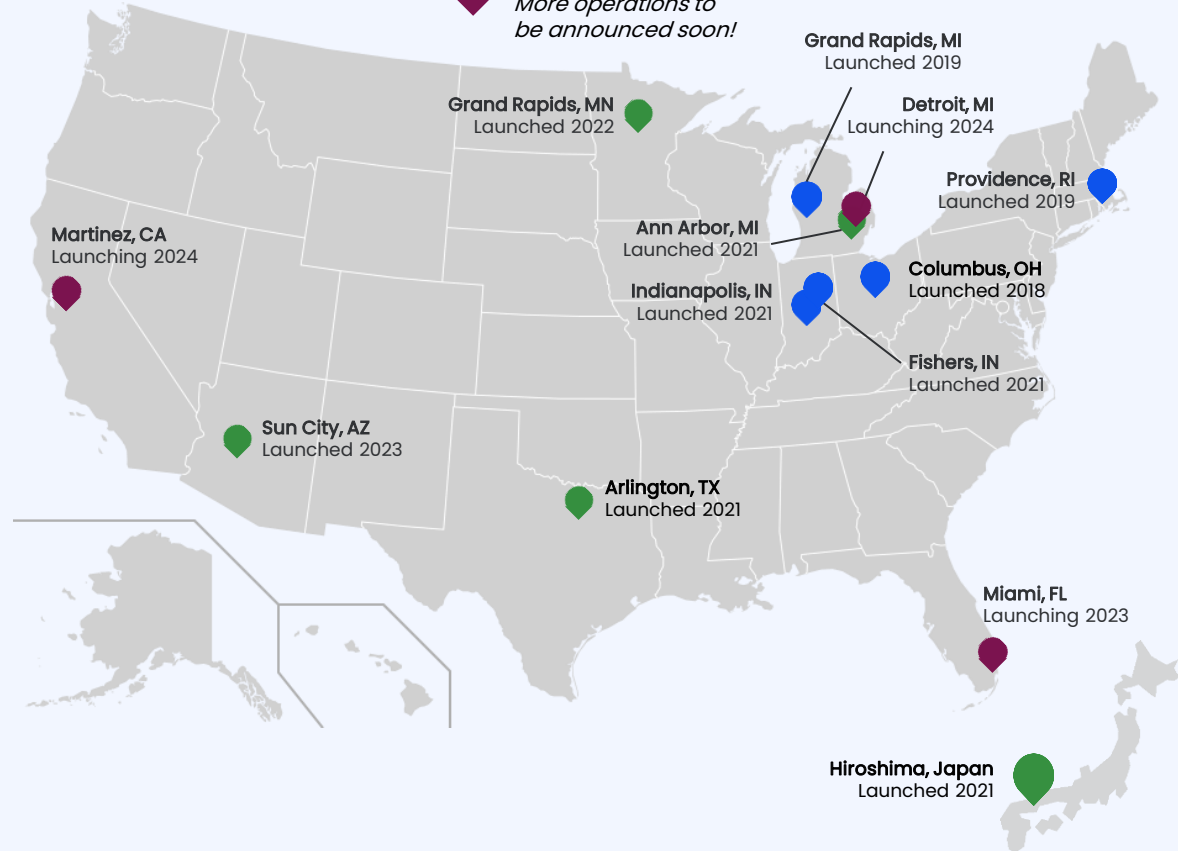 More operations to
be announced soon!
Grand Rapids, MI
Launched 2019
Grand Rapids, MN
Launched 2022
Detroit, MI
Launching 2024
Providence, RI
Launched 2019
Martinez, CA
Launching 2024
Ann Arbor, MI
Launched 2021
Columbus, OH
Launched 2018
Indianapolis, IN
Launched 2021
Fishers, IN
Launched 2021
Sun City, AZ
Launched 2023
Arlington, TX
Launched 2021
Miami, FL
Launching 2023
Hiroshima, Japan
Launched 2021